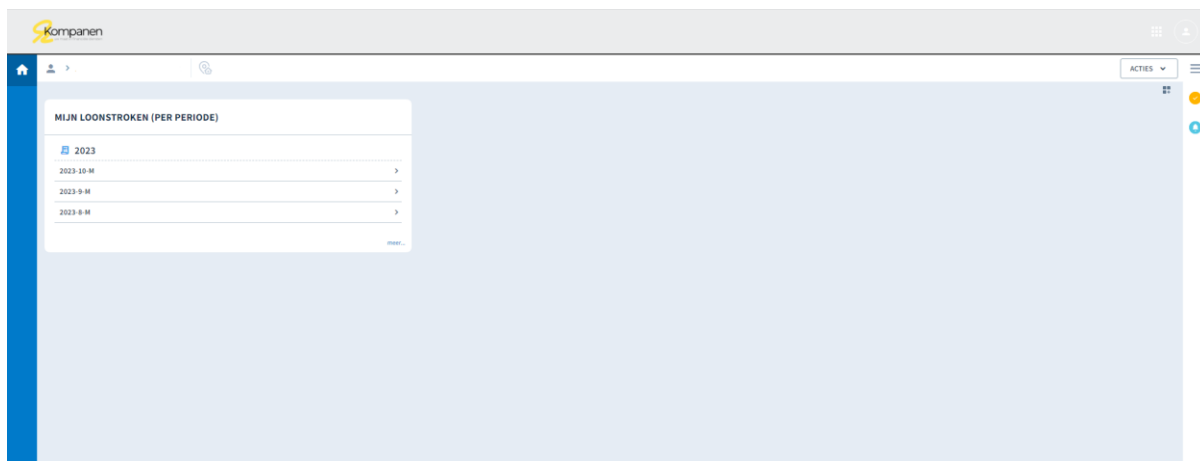 Kompanen
ACTIES
MIJN LOONSTROKEN (PER PERIODE)
2023
2023-10-M
2023-9-M
2023-8-M
meer...